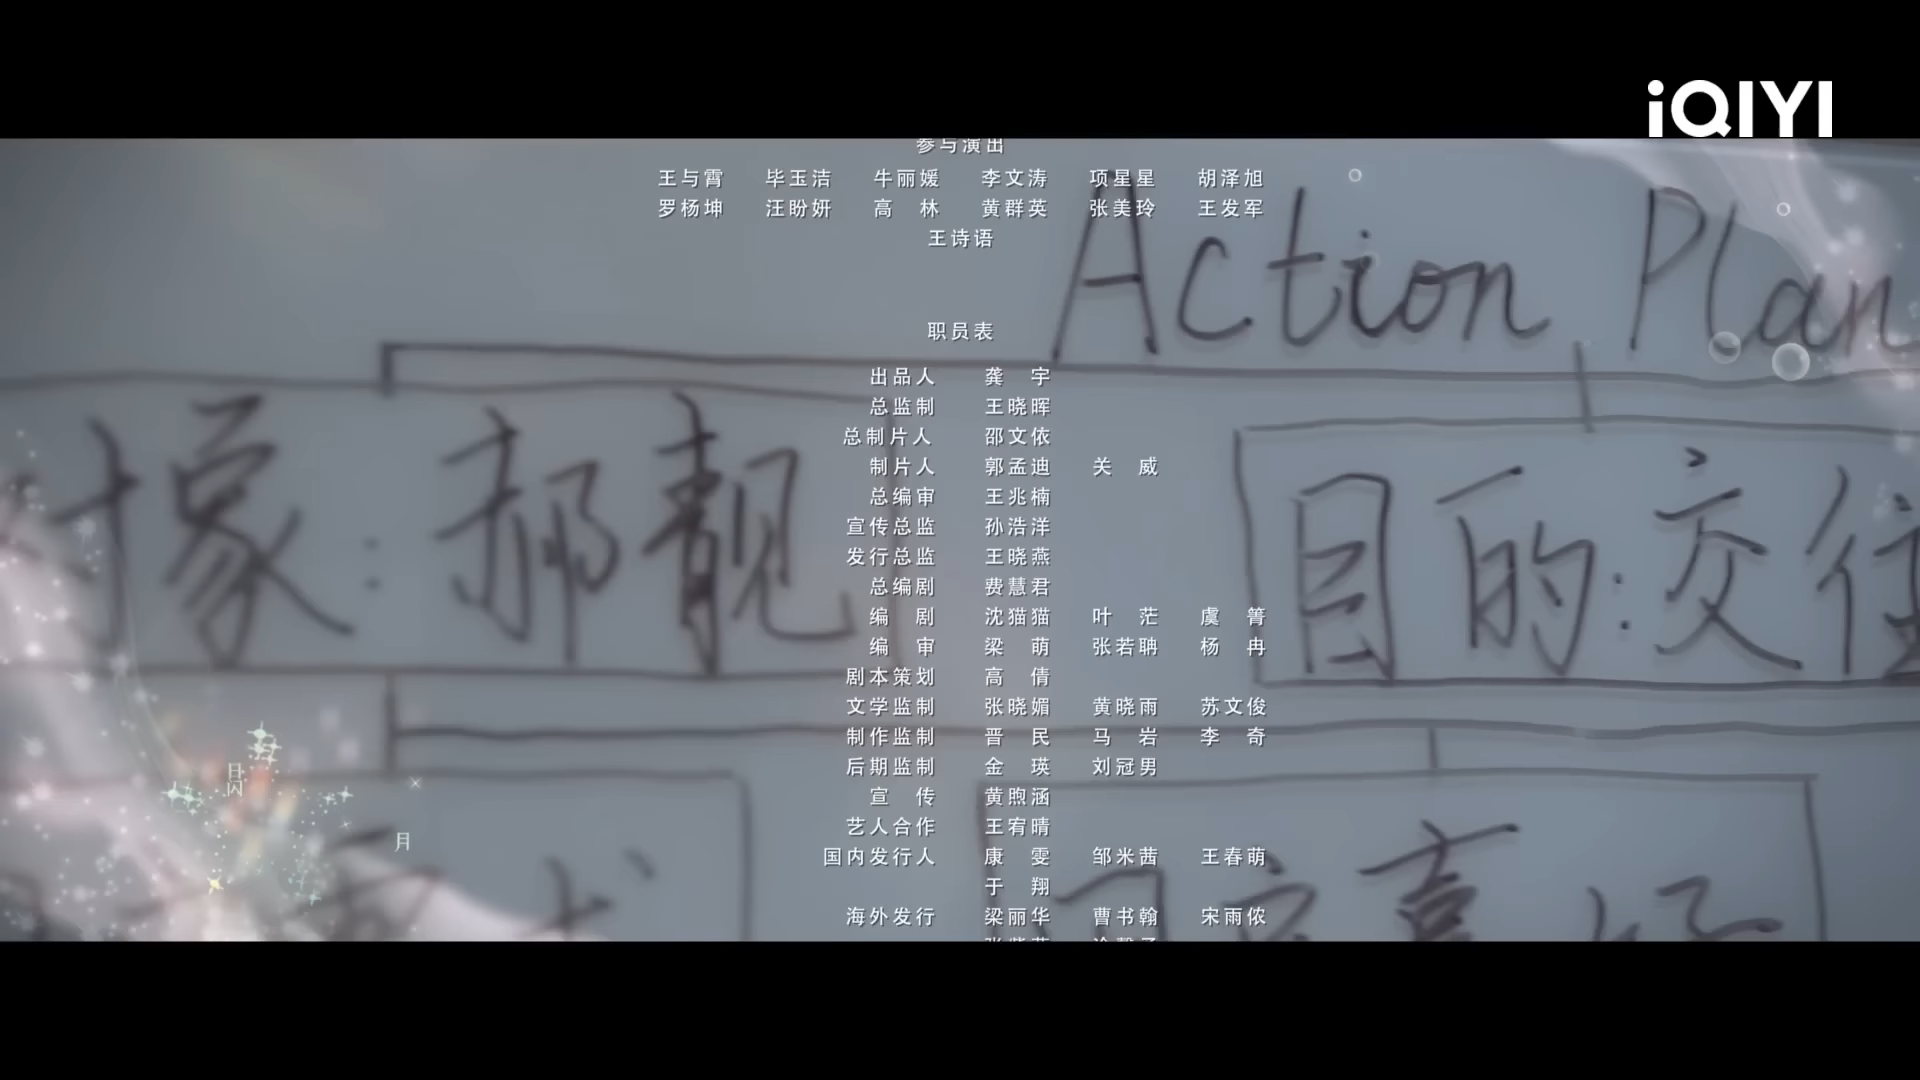 iQIYI
参与演出
王与霄 毕玉洁 牛丽媛 李文涛 项星星 胡泽旭
罗杨坤 汪盼妍 高 林 黄群英 张美玲 王发军
王诗语
Action Plan
职员表
出品人 龚 宇
总监制 王晓晖
总制片人 邵文依
制片人 郭孟迪 关 威
总编审 王兆楠
宣传总监 孙浩洋
发行总监 王晓燕
总编剧 费慧君
编 剧 沈猫猫 叶 茫 虞 箐
编 审 梁 萌 张若聃 杨 冉
剧本策划 高 倩
文学监制 张晓媚 黄晓雨 苏文俊
制作监制 晋 民 马 岩 李 奇
后期监制 金 瑛 刘冠男
宣 传 黄煦涵
艺人合作 王宥晴
国内发行人 康 雯 邹米茜 王春萌
于 翔
海外发行 梁丽华 曹书翰 宋雨侬
象：郝靓
目的：交往
月